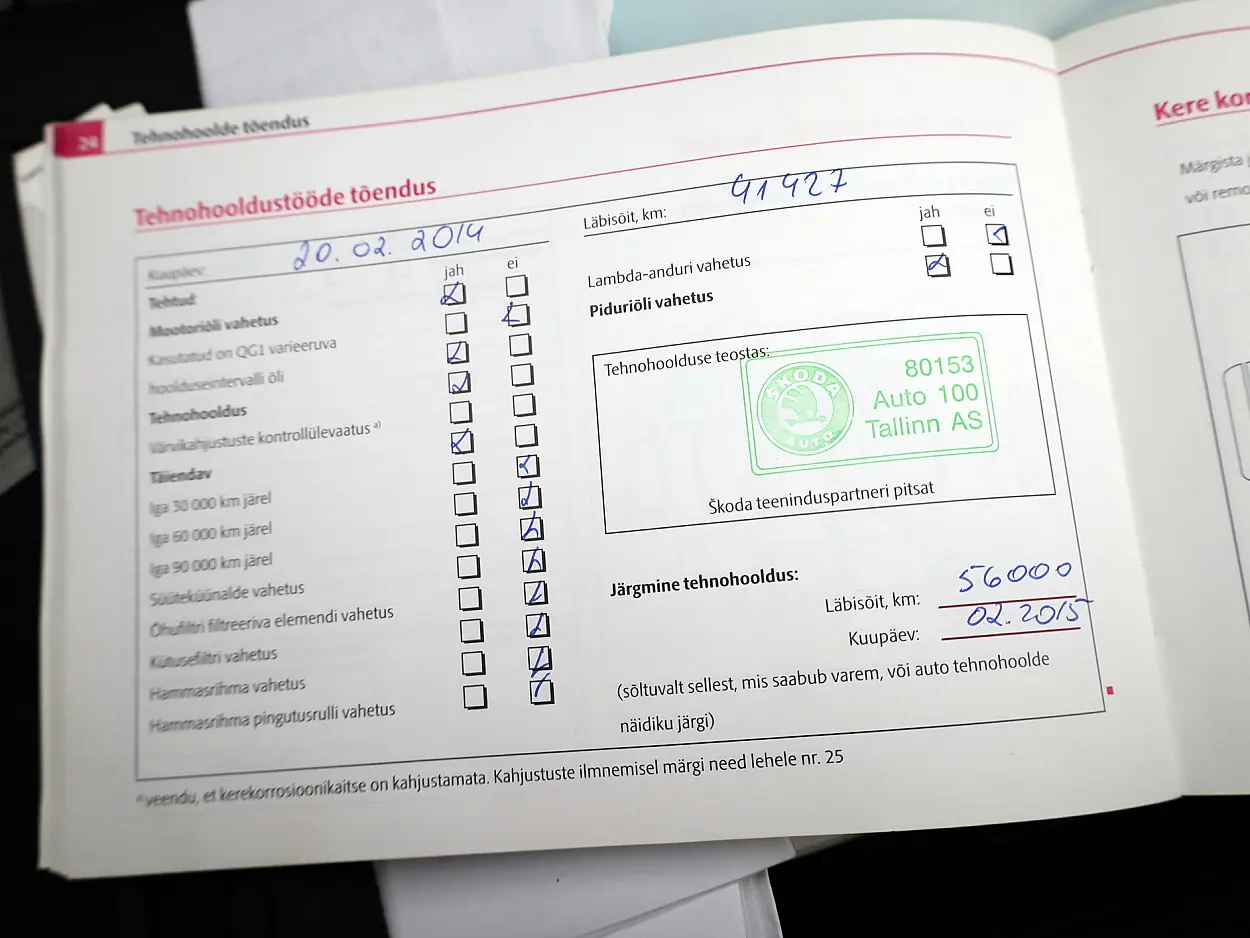 24
Tehnohoolde tõendus
Tehnohooldustööde tõendus
Kuupäev: 20.02.2014
jah ei
Tehtud:
Mootoriõli vahetus
Kasutatud on QG1 varieeruva
hoolduseintervalli õli
Tehnohooldus
Värvikahjustuste kontrollülevaatus a)
Täiendav
Iga 30 000 km järel
Iga 60 000 km järel
Iga 90 000 km järel
Süüteküünalde vahetus
Õhufiltri filtreeriva elemendi vahetus
Kütusefiltri vahetus
Hammasrihma vahetus
Hammasrihma pingutusrulli vahetus
Läbisõit, km: 41 427
jah ei
Lambda-anduri vahetus
Piduriõli vahetus
Tehnohoolduse teostas:
ŠKODA
AUTO
80153
Auto 100
Tallinn AS
Škoda teeninduspartneri pitsat
Järgmine tehnohooldus:
Läbisõit, km: 56000
Kuupäev: 02.2015
(sõltuvalt sellest, mis saabub varem, või auto tehnohoolde
näidiku järgi)
a) veendu, et kerekorrosioonikaitse on kahjustamata. Kahjustuste ilmnemisel märgi need lehele nr. 25
Kere
Märgista
või